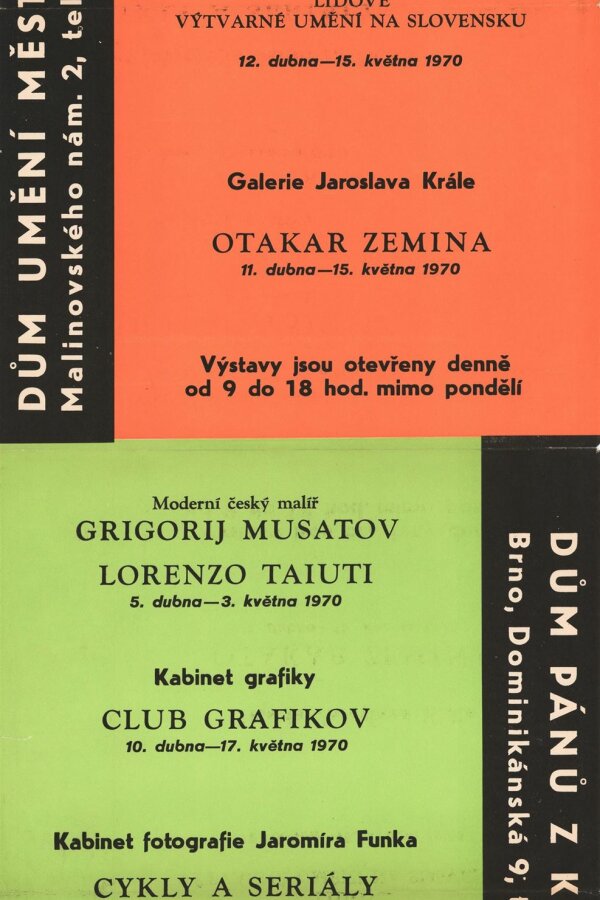 LIDOVÉ
VÝTVARNÉ UMĚNÍ NA SLOVENSKU
12. dubna—15. května 1970
Galerie Jaroslava Krále
OTAKAR ZEMINA
11. dubna—15. května 1970
Výstavy jsou otevřeny denně
od 9 do 18 hod. mimo pondělí
DŮM UMĚNÍ MĚST
Malinovského nám. 2, tel
Moderní český malíř
GRIGORIJ MUSATOV
LORENZO TAIUTI
5. dubna—3. května 1970
Kabinet grafiky
CLUB GRAFIKOV
10. dubna—17. května 1970
Kabinet fotografie Jaromíra Funka
CYKLY A SERIÁLY
DŮM PÁNŮ Z K
Brno, Dominikánská 9,